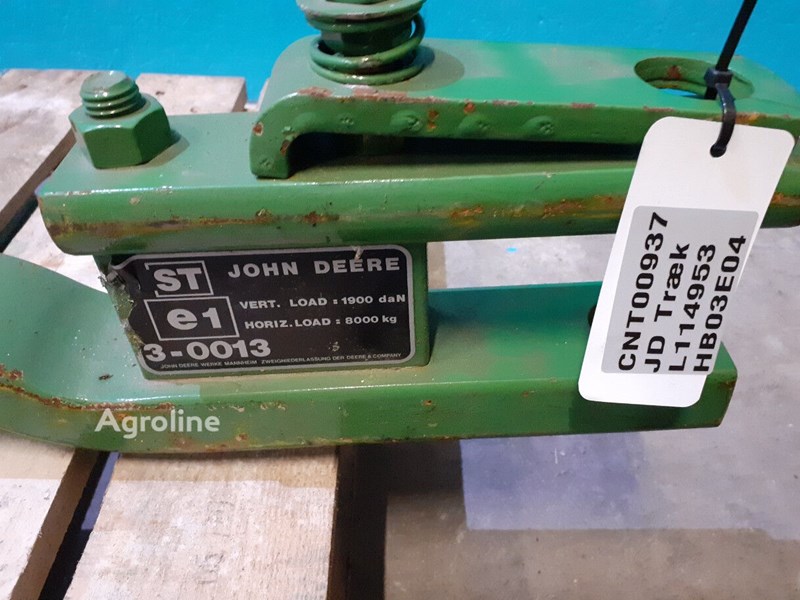 ST
JOHN DEERE
e1
VERT. LOAD : 1900 daN
HORIZ. LOAD : 8000 kg
3-0013
JOHN DEERE WERKE MANNHEIM · ZWEIGNIEDERLASSUNG DER DEERE & COMPANY
CNT00937
JD Træk
L114953
HB03E04
Agroline